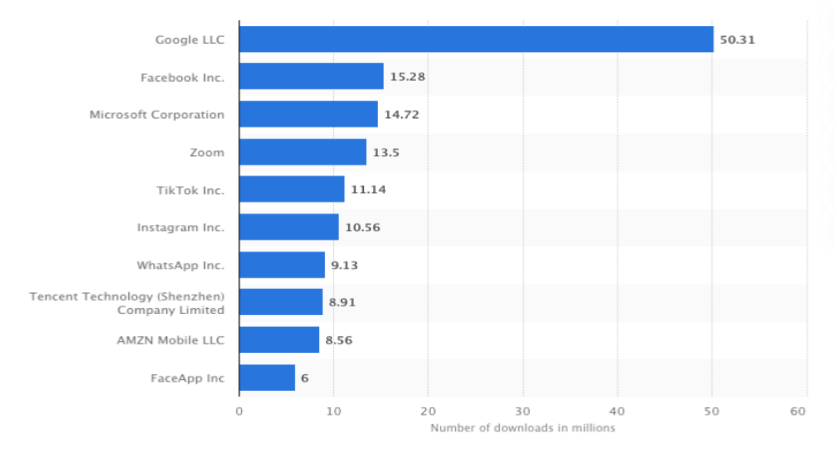 Google LLC 50.31
Facebook Inc. 15.28
Microsoft Corporation 14.72
Zoom 13.5
TikTok Inc. 11.14
Instagram Inc. 10.56
WhatsApp Inc. 9.13
Tencent Technology (Shenzhen)
Company Limited 8.91
AMZN Mobile LLC 8.56
FaceApp Inc 6
0 10 20 30 40 50 60
Number of downloads in millions